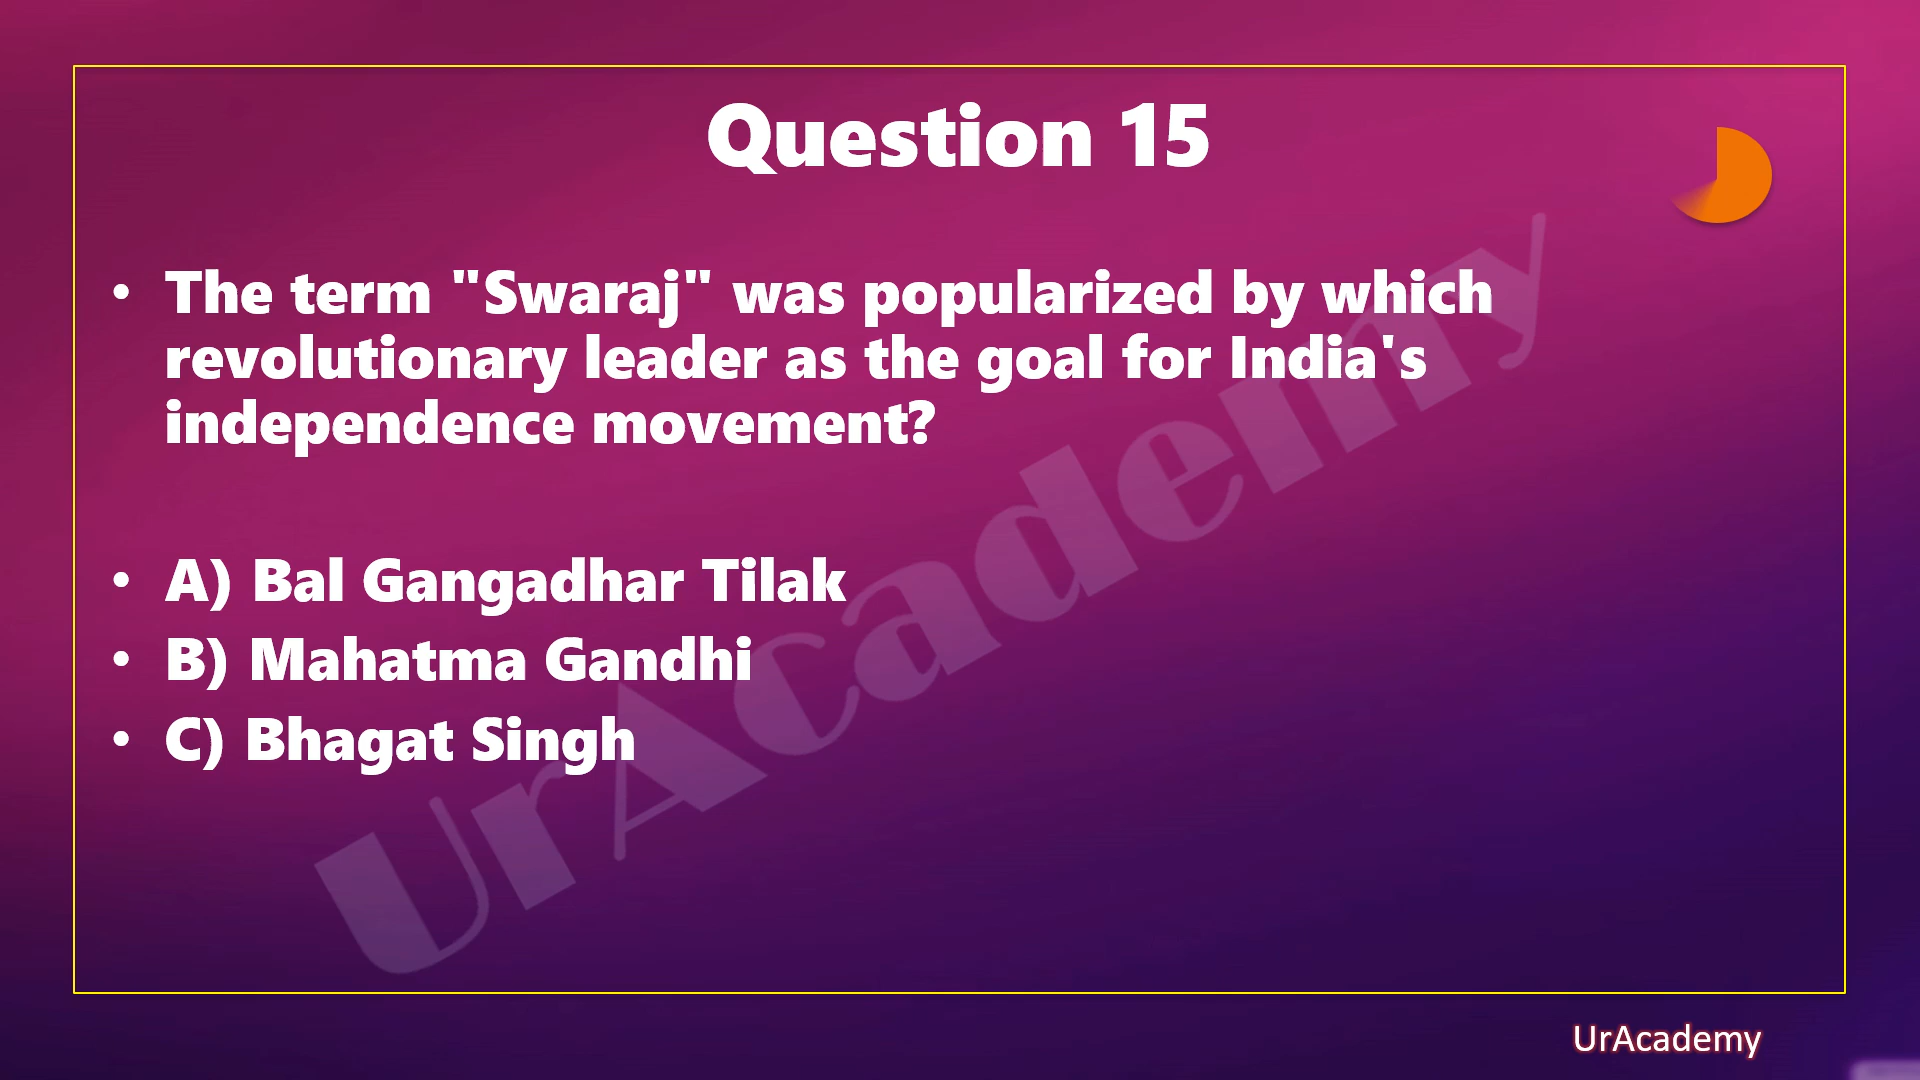 Question 15
• The term "Swaraj" was popularized by which
revolutionary leader as the goal for India's
independence movement?
• A) Bal Gangadhar Tilak
• B) Mahatma Gandhi
• C) Bhagat Singh
UrAcademy
UrAcademy